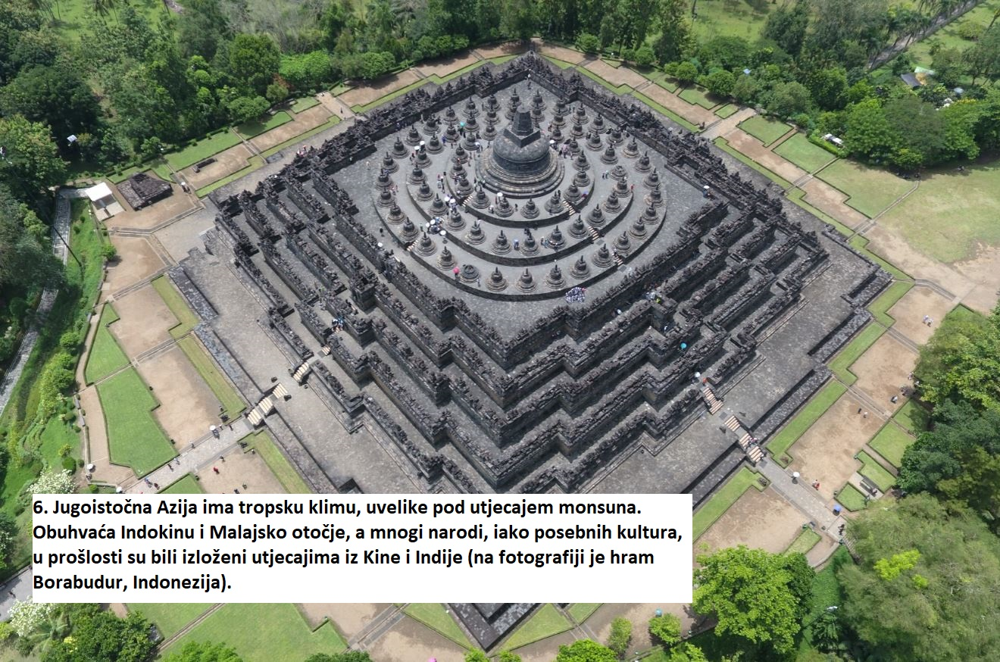 6. Jugoistočna Azija ima tropsku klimu, uvelike pod utjecajem monsuna.
Obuhvaća Indokinu i Malajsko otočje, a mnogi narodi, iako posebnih kultura,
u prošlosti su bili izloženi utjecajima iz Kine i Indije (na fotografiji je hram
Borabudur, Indonezija).